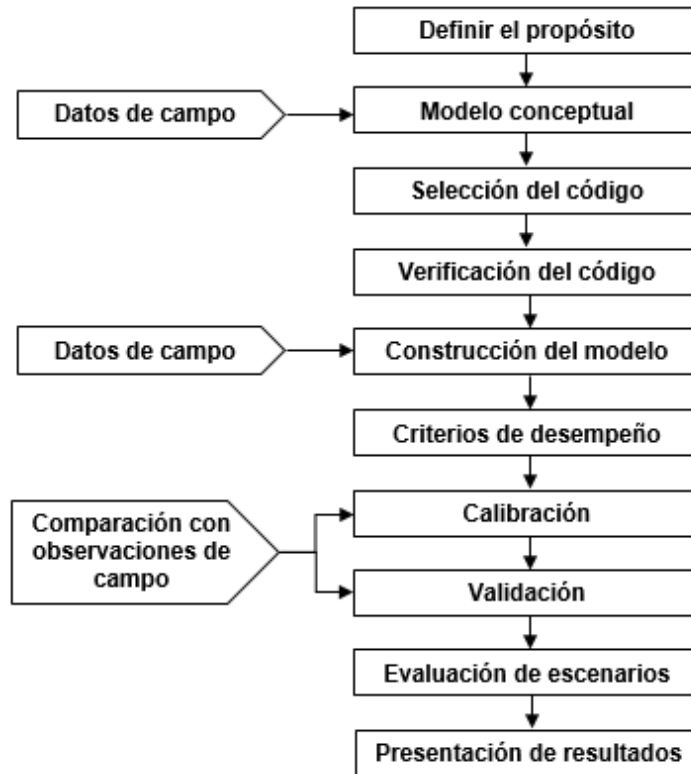 Definir el propósito
Datos de campo
Modelo conceptual
Selección del código
Verificación del código
Datos de campo
Construcción del modelo
Criterios de desempeño
Comparación con
observaciones de
campo
Calibración
Validación
Evaluación de escenarios
Presentación de resultados